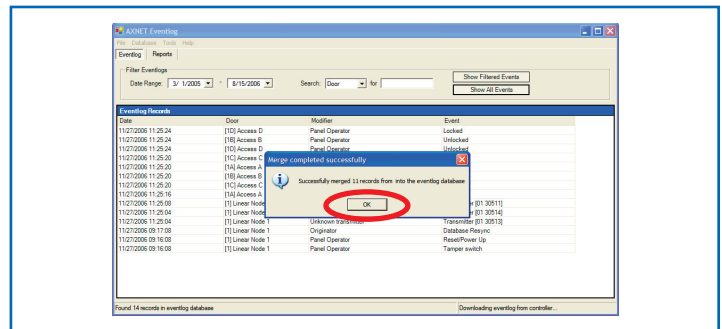 AXNET Eventlog
File Database Tools Help
Eventlog Reports
Filter Eventlogs
Date Range: 3/ 1/2005 - 8/15/2006 Search: Door for
Show Filtered Events
Show All Events
Eventlog Records
Date Door Modifier Event
11/27/2006 11:25:24 [1D] Access D Panel Operator Locked
11/27/2006 11:25:24 [1B] Access B Panel Operator Unlocked
11/27/2006 11:25:24 [1D] Access D Panel Operator Unlocked
11/27/2006 11:25:20 [1C] Access C
11/27/2006 11:25:20 [1A] Access A
11/27/2006 11:25:20 [1B] Access B
11/27/2006 11:25:20 [1C] Access C
11/27/2006 11:25:16 [1A] Access A
11/27/2006 11:25:08 [1] Linear Node [01 30511]
11/27/2006 11:25:04 [1] Linear Node [01 30514]
11/27/2006 11:25:04 [1] Linear Node 1 Unknown transmitter Transmitter [01 30513]
11/27/2006 09:17:08 [1] Linear Node 1 Originator Database Resync
11/27/2006 09:16:08 [1] Linear Node 1 Panel Operator Reset/Power Up
11/27/2006 09:16:08 [1] Linear Node 1 Panel Operator Tamper switch
Merge completed successfully
Successfully merged 11 records from into the eventlog database
OK
Found 14 records in eventlog database Downloading eventlog from controller...